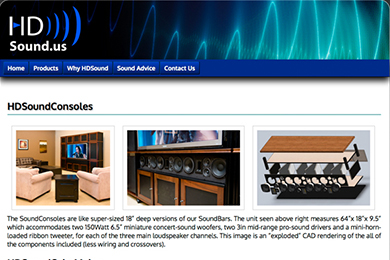 HD
Sound.us
Home Products Why HDSound Sound Advice Contact Us
HDSoundConsoles
The SoundConsoles are like super-sized 18" deep versions of our SoundBars. The unit seen above right measures 64"x 18"x 9.5"
which accommodates two 150Watt 6.5" miniature concert-sound woofers, two 3in mid-range pro-sound drivers and a mini-horn-
loaded ribbon tweeter, for each of the three main loudspeaker channels. This image is an "exploded" CAD rendering of the all of
the components included (less wiring and crossovers).